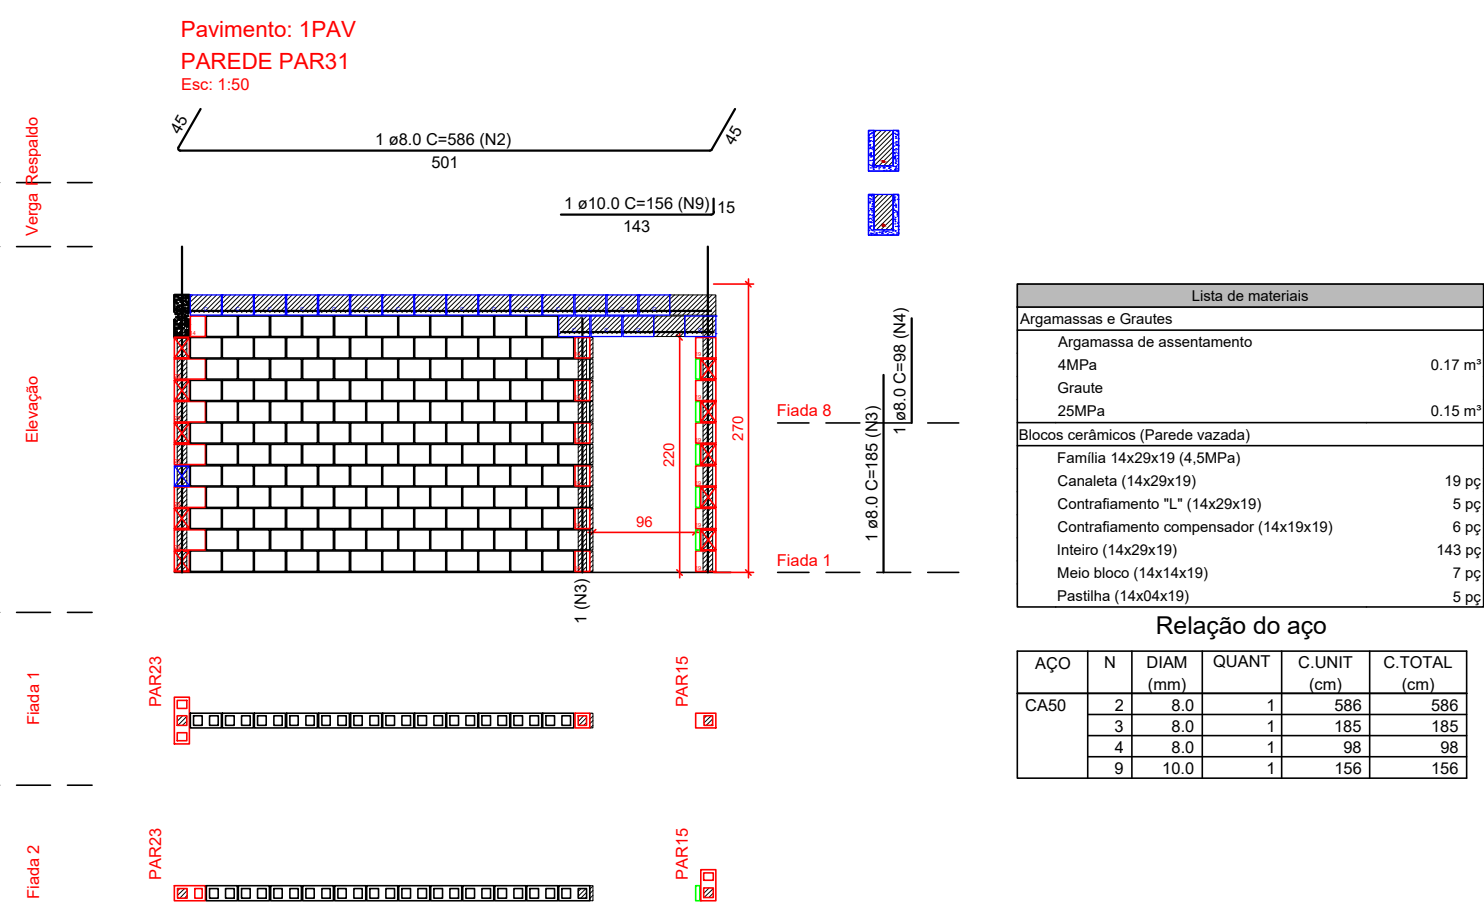 Pavimento: 1PAV
PAREDE PAR31
Esc: 1:50
Respaldo
45
1 ø8.0 C=586 (N2)
501
45
Verga
1 ø10.0 C=156 (N9)
15
143
Elevação
220
96
270
1 (N3)
Fiada 8
Fiada 1
1 ø8.0 C=185 (N3)
1 ø8.0 C=98 (N4)
Fiada 1
PAR23
PAR15
Fiada 2
PAR23
PAR15
Lista de materiais
Argamassas e Grautes
Argamassa de assentamento
4MPa 0.17 m³
Graute
25MPa 0.15 m³
Blocos cerâmicos (Parede vazada)
Família 14x29x19 (4,5MPa)
Canaleta (14x29x19) 19 pç
Contrafiamento "L" (14x29x19) 5 pç
Contrafiamento compensador (14x19x19) 6 pç
Inteiro (14x29x19) 143 pç
Meio bloco (14x14x19) 7 pç
Pastilha (14x04x19) 5 pç
Relação do aço
AÇO N DIAM QUANT C.UNIT C.TOTAL
(mm) (cm) (cm)
CA50 2 8.0 1 586 586
3 8.0 1 185 185
4 8.0 1 98 98
9 10.0 1 156 156